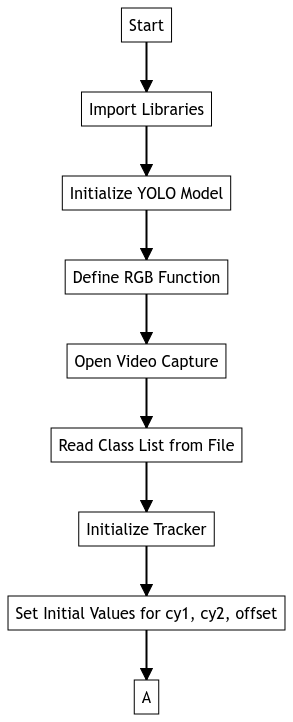 Start
Import Libraries
Initialize YOLO Model
Define RGB Function
Open Video Capture
Read Class List from File
Initialize Tracker
Set Initial Values for cy1, cy2, offset
A